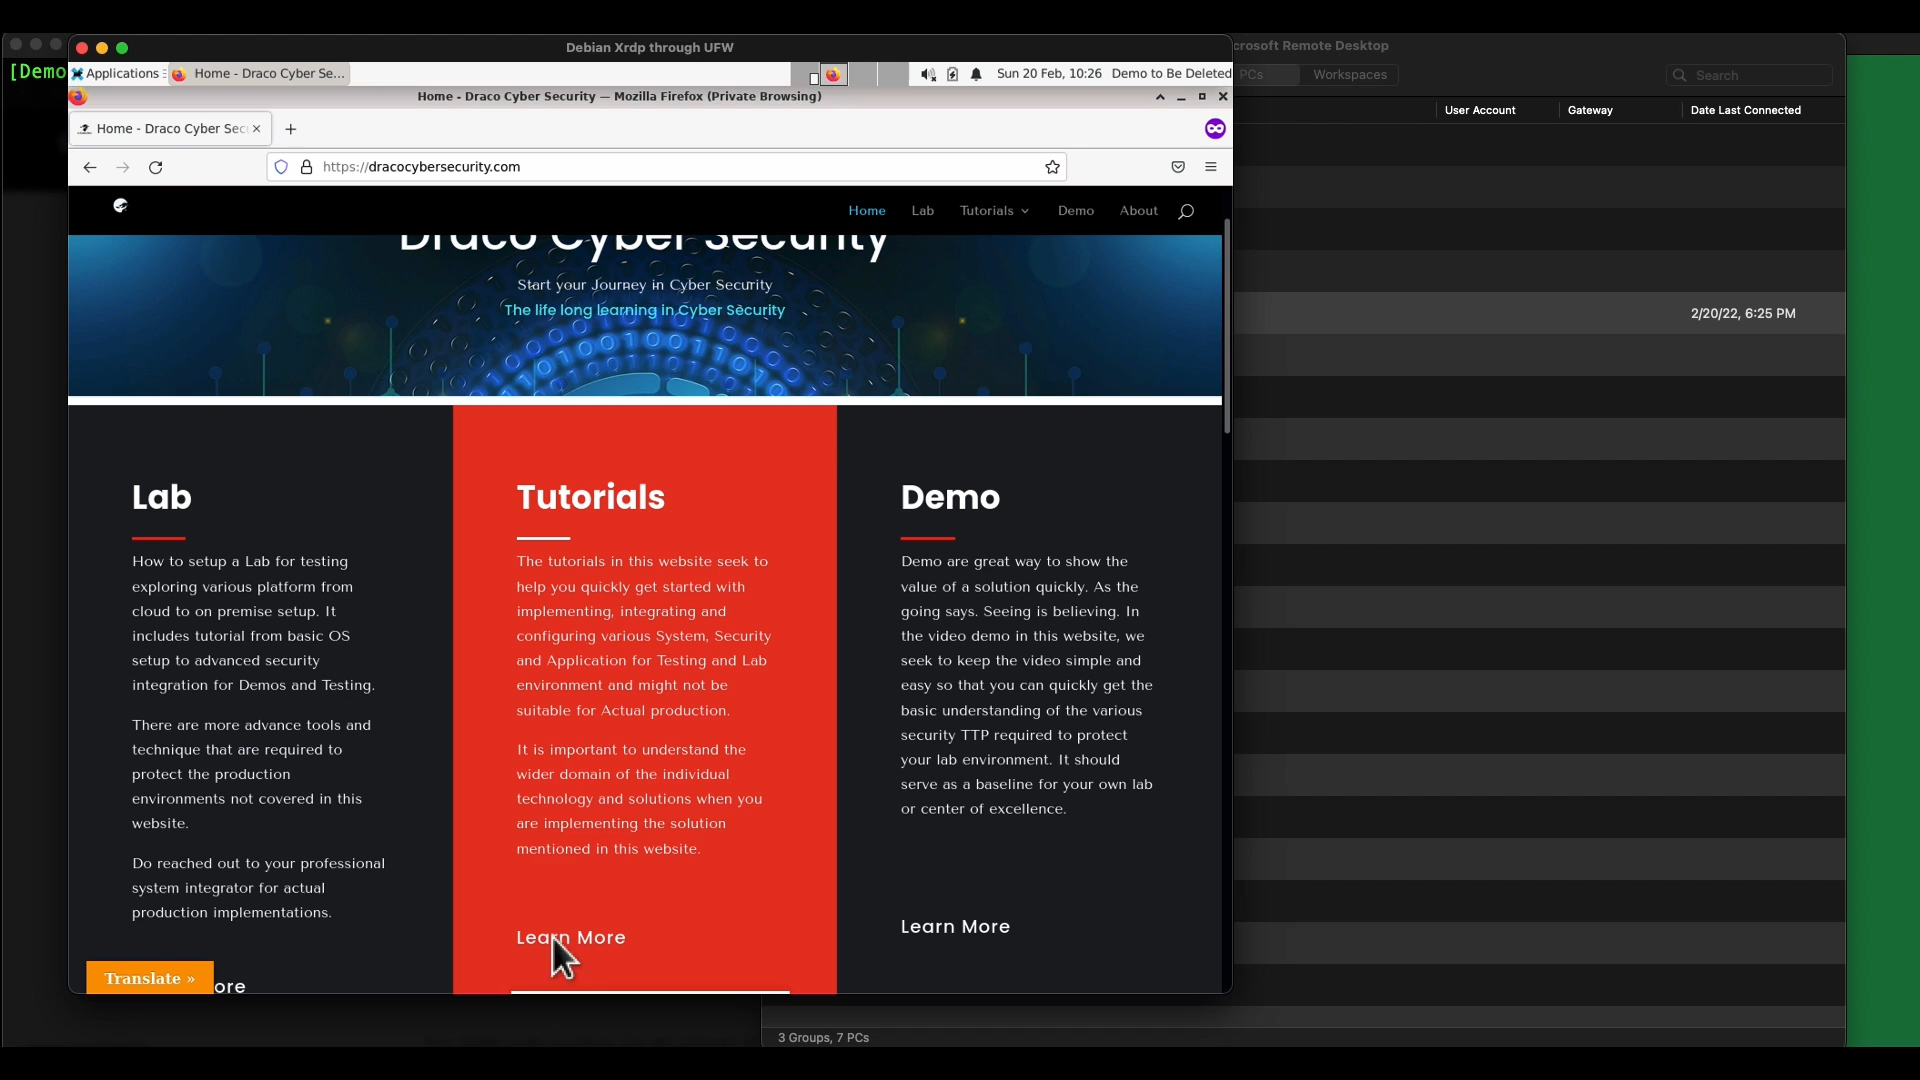 Debian Xrdp through UFW
crosoft Remote Desktop
[Demo
Applications
Home - Draco Cyber Se...
Sun 20 Feb, 10:26
Demo to Be Deleted
PCs
Workspaces
Search
Home - Draco Cyber Security — Mozilla Firefox (Private Browsing)
User Account
Gateway
Date Last Connected
Home - Draco Cyber Sec
https://dracocybersecurity.com
Home
Lab
Tutorials
Demo
About
Draco Cyber Security
Start your Journey in Cyber Security
The life long learning in Cyber Security
2/20/22, 6:25 PM
Lab
How to setup a Lab for testing
exploring various platform from
cloud to on premise setup. It
includes tutorial from basic OS
setup to advanced security
integration for Demos and Testing.
There are more advance tools and
technique that are required to
protect the production
environments not covered in this
website.
Do reached out to your professional
system integrator for actual
production implementations.
ore
Translate »
Tutorials
The tutorials in this website seek to
help you quickly get started with
implementing, integrating and
configuring various System, Security
and Application for Testing and Lab
environment and might not be
suitable for Actual production.
It is important to understand the
wider domain of the individual
technology and solutions when you
are implementing the solution
mentioned in this website.
Learn More
Demo
Demo are great way to show the
value of a solution quickly. As the
going says. Seeing is believing. In
the video demo in this website, we
seek to keep the video simple and
easy so that you can quickly get the
basic understanding of the various
security TTP required to protect
your lab environment. It should
serve as a baseline for your own lab
or center of excellence.
Learn More
3 Groups, 7 PCs